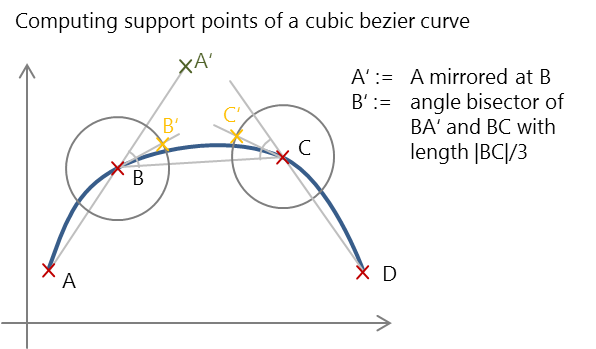 Computing support points of a cubic bezier curve
A' := A mirrored at B
B' := angle bisector of
BA' and BC with
length |BC|/3
A'
B'
C'
C
B
A
D